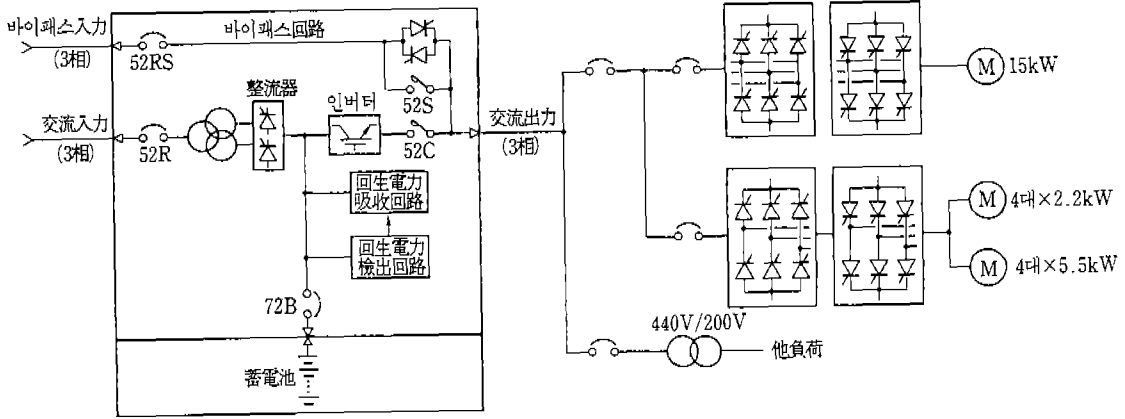 바이패스入力
(3相)
52RS
바이패스回路
交流入力
(3相)
52R
整流器
인버터
52S
52C
交流出力
(3相)
回生電力
吸收回路
回生電力
檢出回路
72B
蓄電池
M 15kW
M 4대×2.2kW
M 4대×5.5kW
440V/200V
他負荷